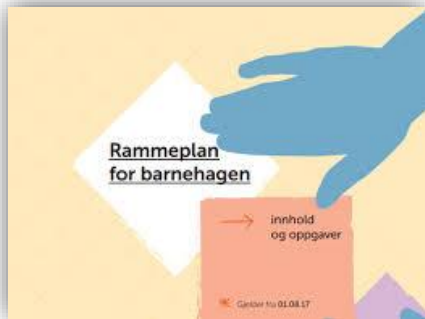 Rammeplan
for barnehagen
innhold
og oppgaver
Gjelder fra 01.08.17